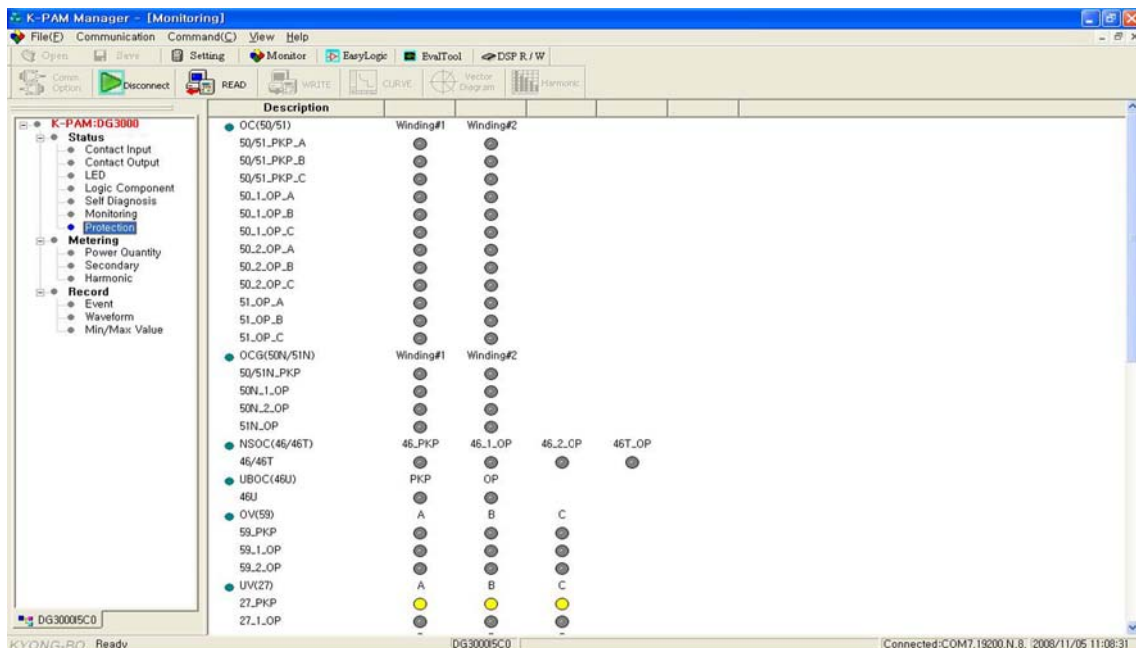 K-PAM Manager - [Monitoring]
File(F) Communication Command(C) View Help
Open Save Setting Monitor EasyLogic EvalTool DSP R / W
Comm. Option Disconnect READ WRITE CURVE Vector Diagram Harmonic
K-PAM:DG3000
Status
Contact Input
Contact Output
LED
Logic Component
Self Diagnosis
Monitoring
Protection
Metering
Power Quantity
Secondary
Harmonic
Record
Event
Waveform
Min/Max Value
DG3000I5C0
Description
OC(50/51) Winding#1 Winding#2
50/51_PKP_A
50/51_PKP_B
50/51_PKP_C
50_1_OP_A
50_1_OP_B
50_1_OP_C
50_2_OP_A
50_2_OP_B
50_2_OP_C
51_OP_A
51_OP_B
51_OP_C
OCG(50N/51N) Winding#1 Winding#2
50/51N_PKP
50N_1_OP
50N_2_OP
51N_OP
NSOC(46/46T) 46_PKP 46_1_OP 46_2_OP 46T_OP
46/46T
UBOC(46U) PKP OP
46U
OV(59) A B C
59_PKP
59_1_OP
59_2_OP
UV(27) A B C
27_PKP
27_1_OP
KYONG-BO Ready DG3000I5C0 Connected:COM7,19200,N,8, 2008/11/05 11:08:31